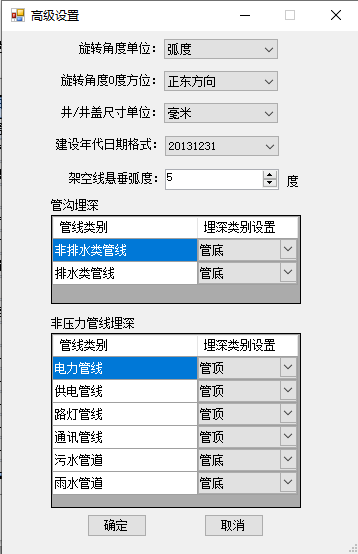 高级设置
旋转角度单位： 弧度
旋转角度0度方位： 正东方向
井/井盖尺寸单位： 毫米
建设年代日期格式： 20131231
架空线悬垂弧度： 5 度
管沟埋深
管线类别 埋深类别设置
非排水类管线 管底
排水类管线 管底
非压力管线埋深
管线类别 埋深类别设置
电力管线 管顶
供电管线 管顶
路灯管线 管顶
通讯管线 管顶
污水管道 管底
雨水管道 管底
确定 取消